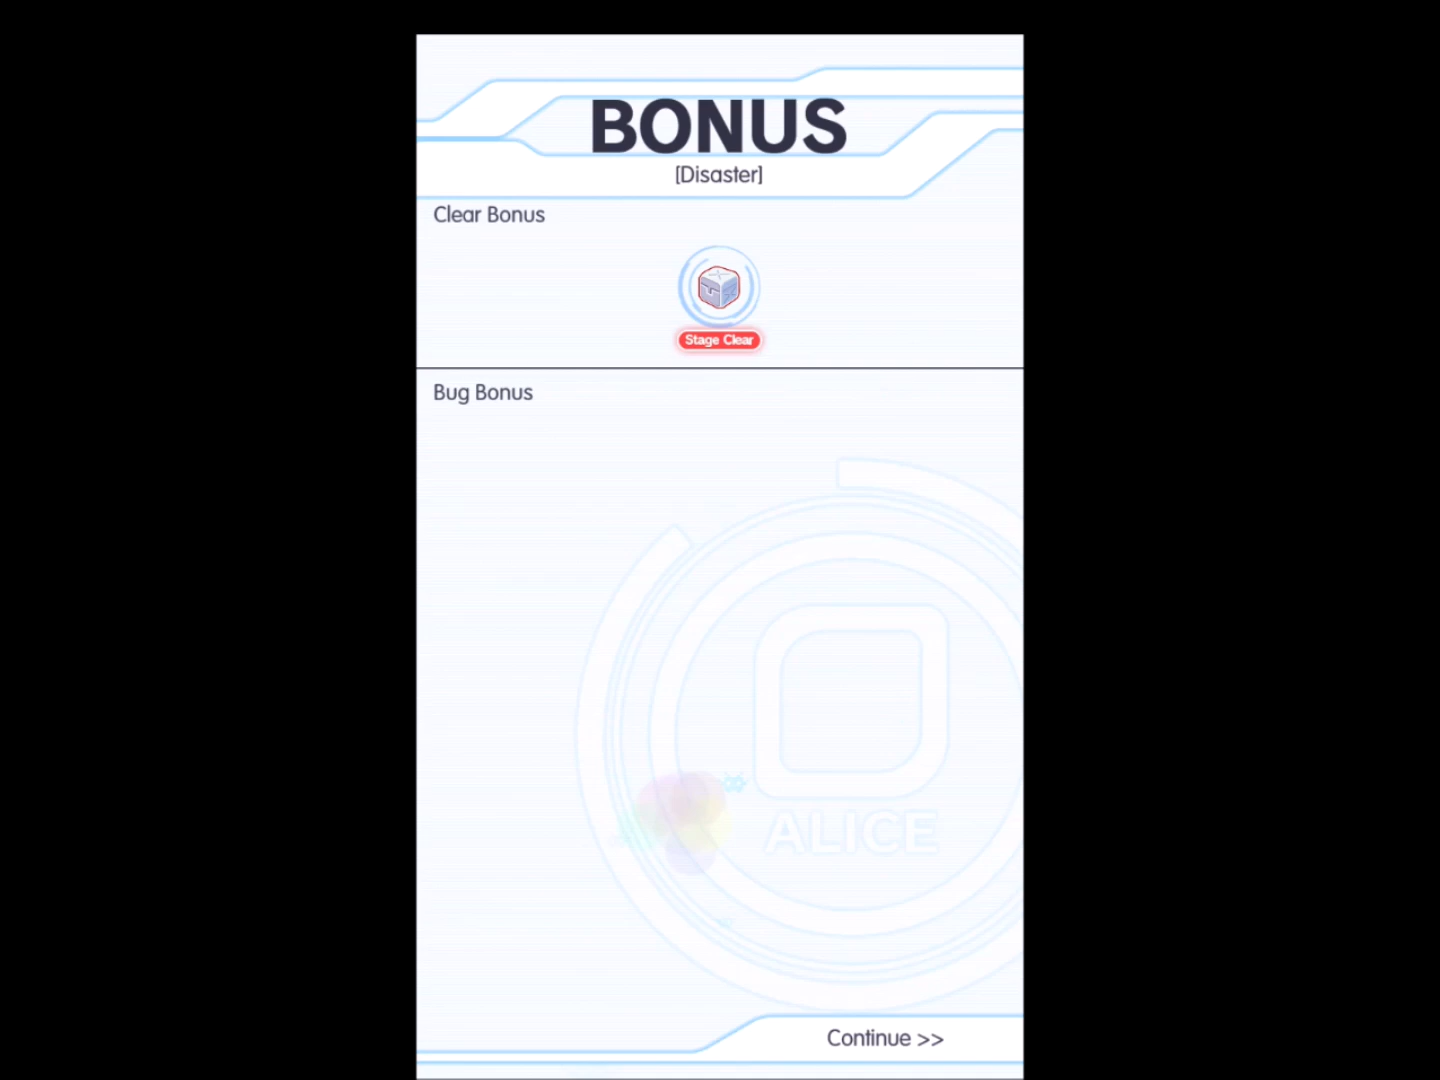 BONUS
[Disaster]
Clear Bonus
Stage Clear
Bug Bonus
ALICE
Continue >>